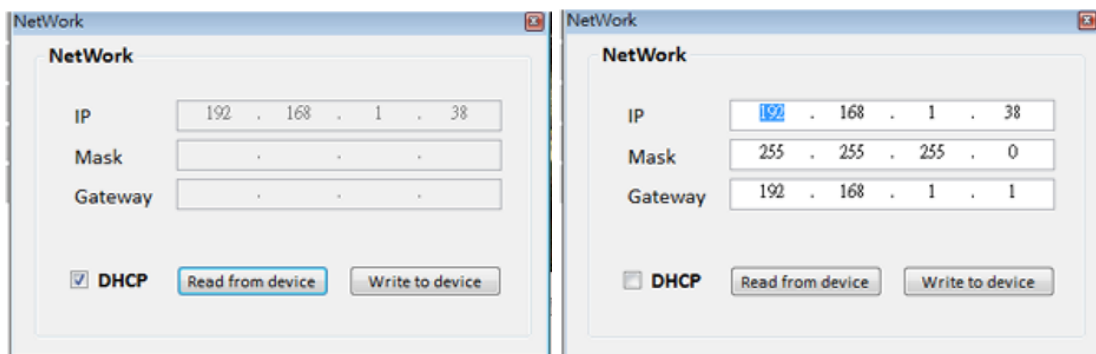 NetWork
NetWork
IP 192 . 168 . 1 . 38
Mask . . .
Gateway . . .
DHCP Read from device Write to device
NetWork
NetWork
IP 192 . 168 . 1 . 38
Mask 255 . 255 . 255 . 0
Gateway 192 . 168 . 1 . 1
DHCP Read from device Write to device